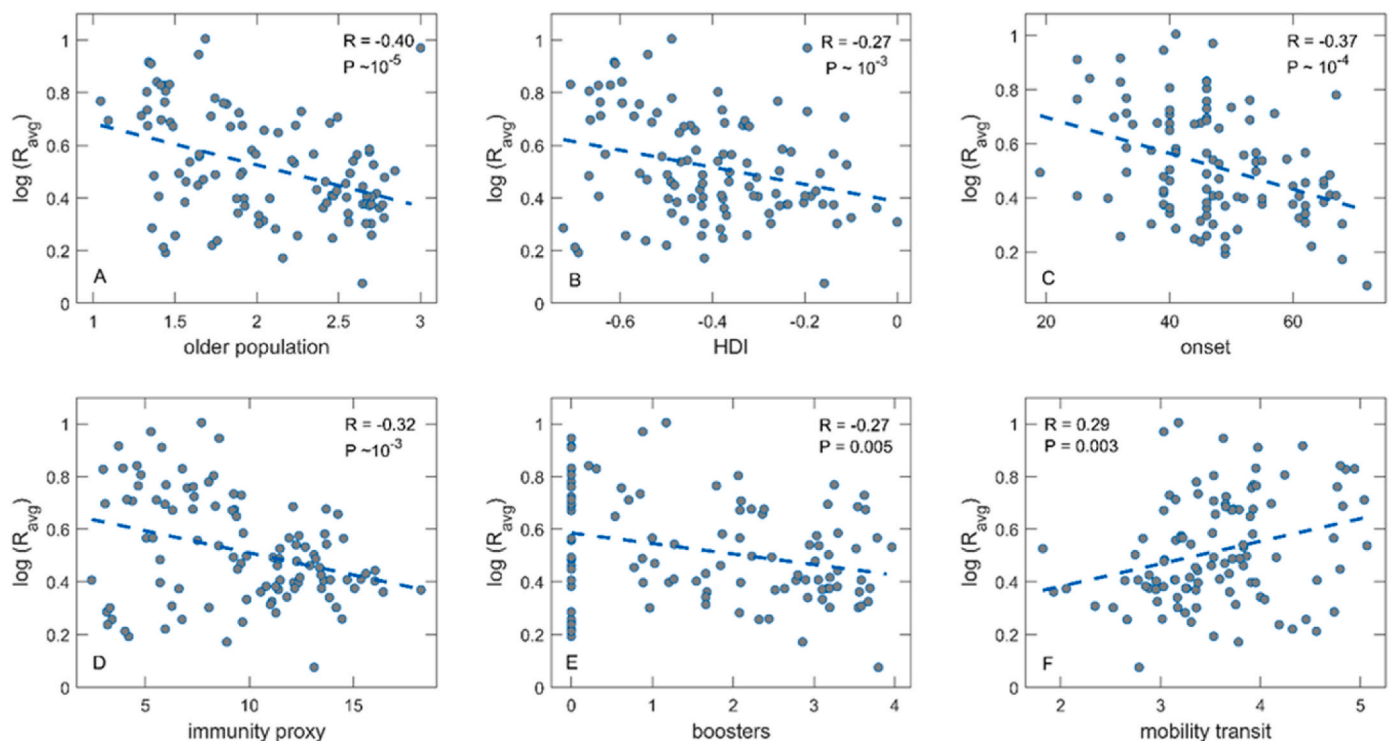 log (R_avg)
1
0.8
0.6
0.4
0.2
0
R = -0.40
P ~10^-5
A
1 1.5 2 2.5 3
older population
log (R_avg)
1
0.8
0.6
0.4
0.2
0
R = -0.27
P ~ 10^-3
B
-0.6 -0.4 -0.2 0
HDI
log (R_avg)
1
0.8
0.6
0.4
0.2
R = -0.37
P ~ 10^-4
C
20 40 60
onset
log (R_avg)
1
0.8
0.6
0.4
0.2
0
R = -0.32
P ~10^-3
D
5 10 15
immunity proxy
log (R_avg)
1
0.8
0.6
0.4
0.2
0
R = -0.27
P = 0.005
E
0 1 2 3 4
boosters
log (R_avg)
1
0.8
0.6
0.4
0.2
0
R = 0.29
P = 0.003
F
2 3 4 5
mobility transit